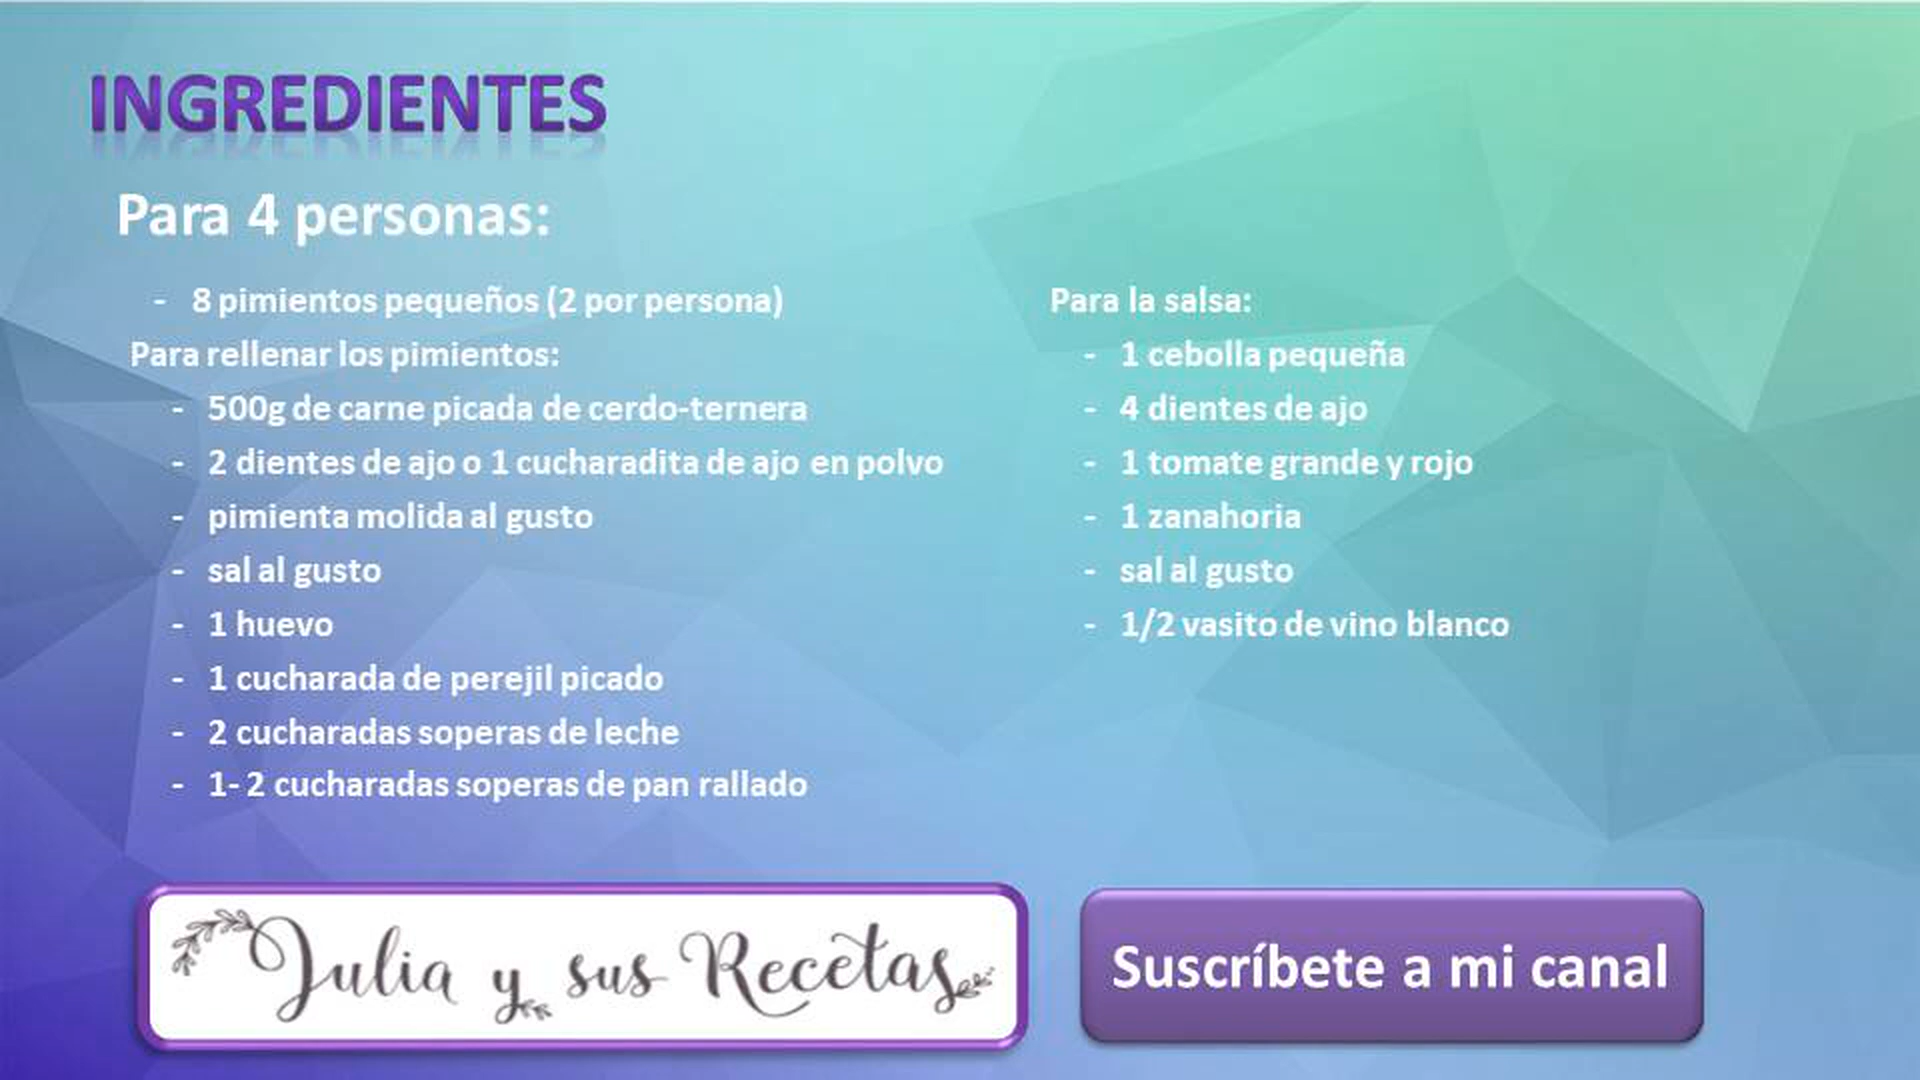 INGREDIENTES
Para 4 personas:
- 8 pimientos pequeños (2 por persona)
Para rellenar los pimientos:
- 500g de carne picada de cerdo-ternera
- 2 dientes de ajo o 1 cucharadita de ajo en polvo
- pimienta molida al gusto
- sal al gusto
- 1 huevo
- 1 cucharada de perejil picado
- 2 cucharadas soperas de leche
- 1- 2 cucharadas soperas de pan rallado
Para la salsa:
- 1 cebolla pequeña
- 4 dientes de ajo
- 1 tomate grande y rojo
- 1 zanahoria
- sal al gusto
- 1/2 vasito de vino blanco
Julia y sus Recetas
Suscríbete a mi canal